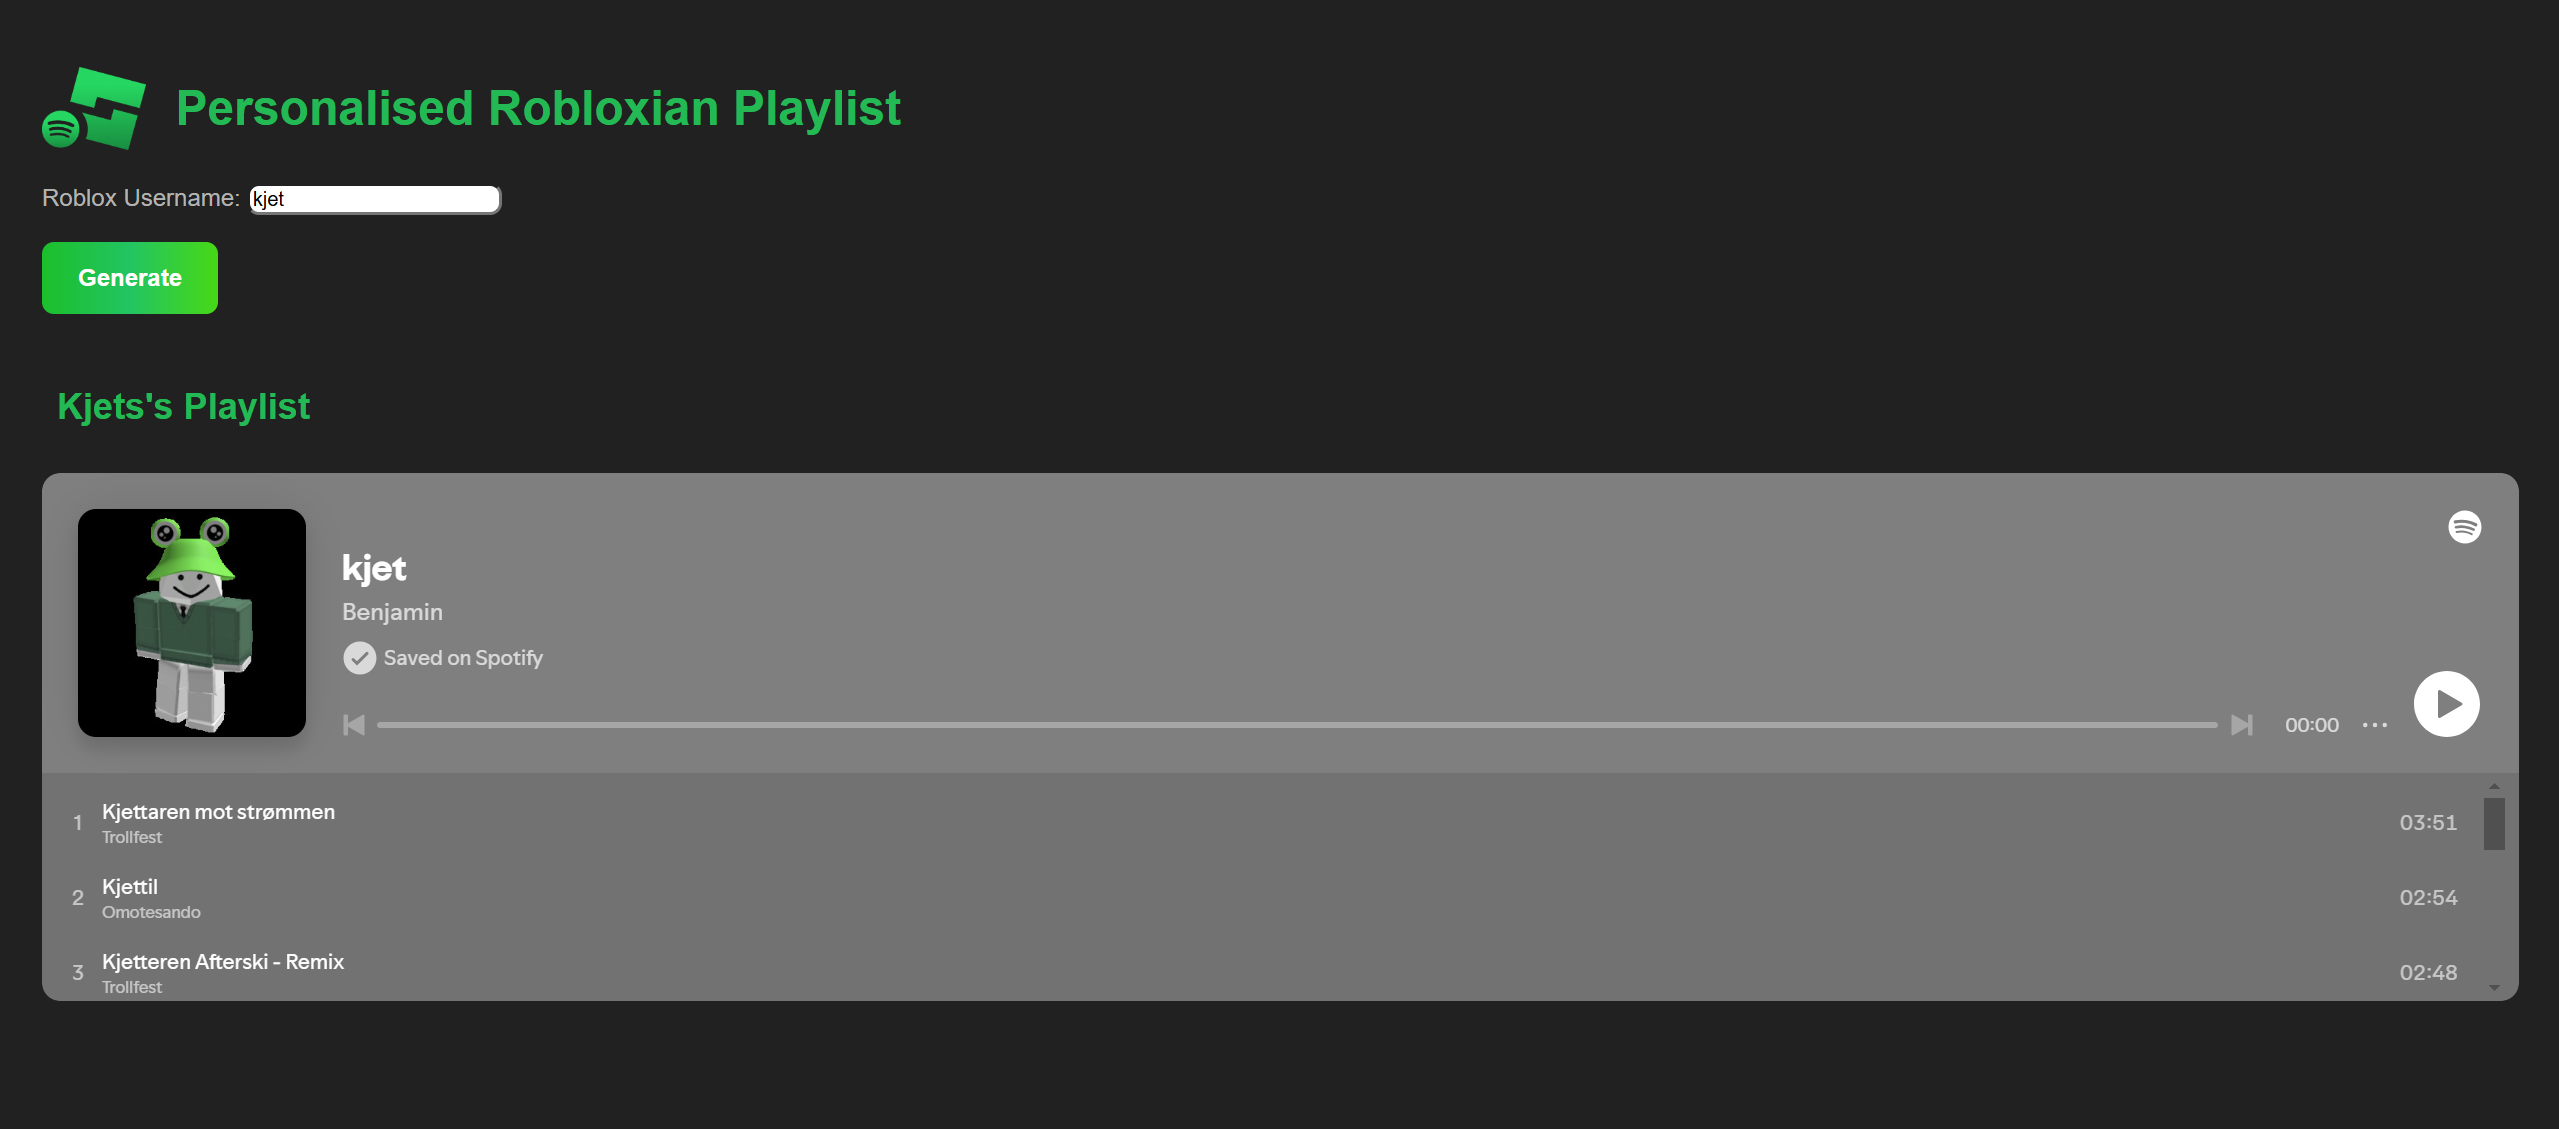 Personalised Robloxian Playlist
Roblox Username: kjet
Generate
Kjets's Playlist
kjet
Benjamin
Saved on Spotify
00:00
1 Kjettaren mot strømmen 03:51
Trollfest
2 Kjettil 02:54
Omotesando
3 Kjetteren Afterski - Remix 02:48
Trollfest